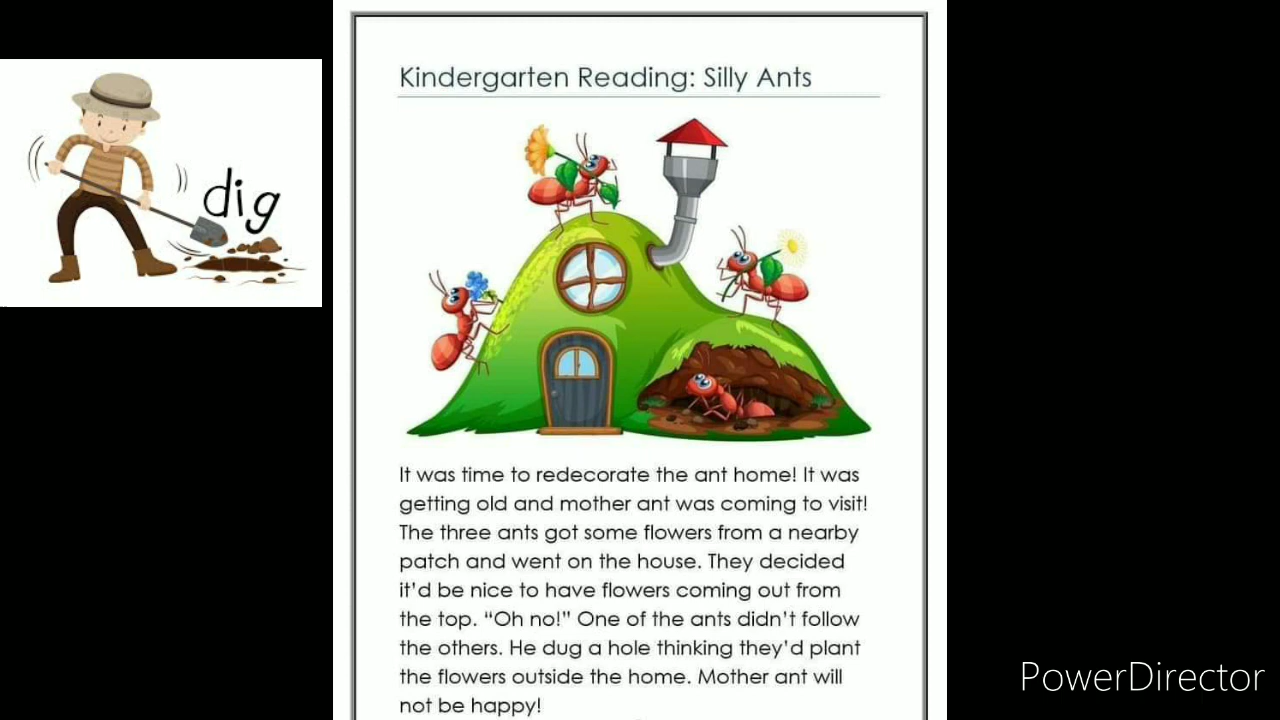 dig
Kindergarten Reading: Silly Ants
It was time to redecorate the ant home! It was
getting old and mother ant was coming to visit!
The three ants got some flowers from a nearby
patch and went on the house. They decided
it'd be nice to have flowers coming out from
the top. “Oh no!” One of the ants didn't follow
the others. He dug a hole thinking they'd plant
the flowers outside the home. Mother ant will
not be happy!
PowerDirector